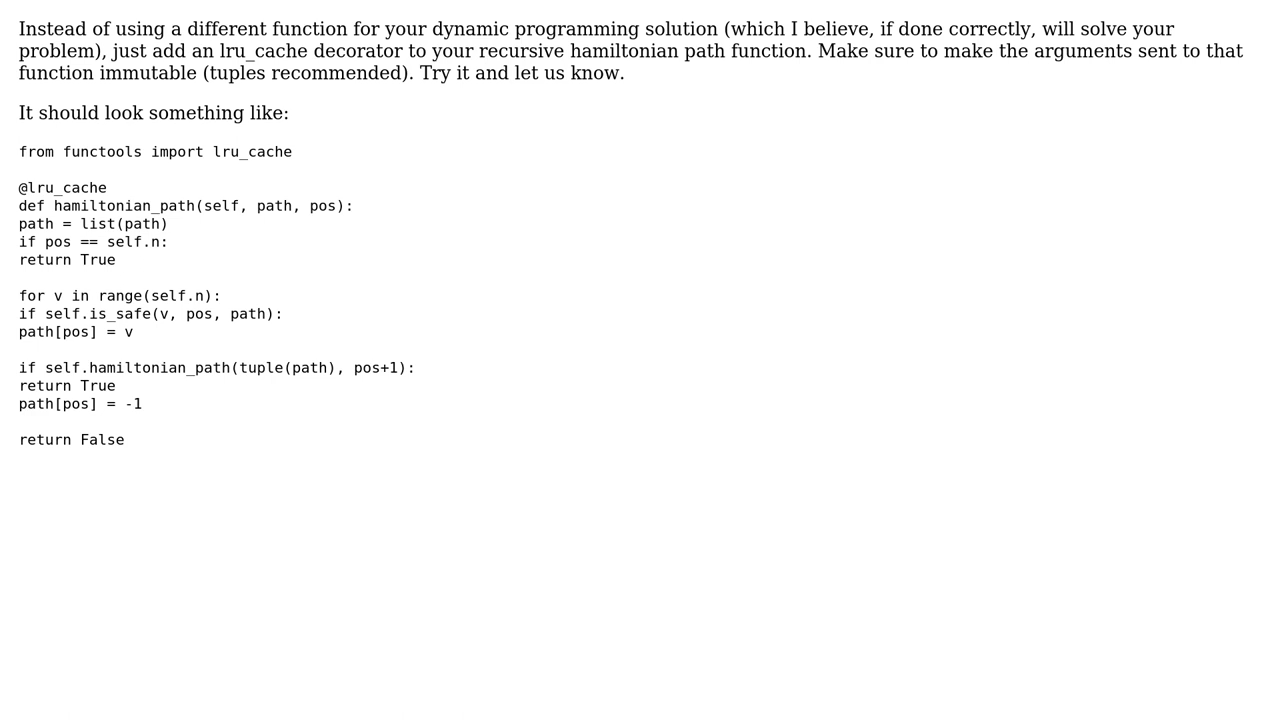 Instead of using a different function for your dynamic programming solution (which I believe, if done correctly, will solve your
problem), just add an lru_cache decorator to your recursive hamiltonian path function. Make sure to make the arguments sent to that
function immutable (tuples recommended). Try it and let us know.
It should look something like:
from functools import lru_cache
@lru_cache
def hamiltonian_path(self, path, pos):
path = list(path)
if pos == self.n:
return True
for v in range(self.n):
if self.is_safe(v, pos, path):
path[pos] = v
if self.hamiltonian_path(tuple(path), pos+1):
return True
path[pos] = -1
return False